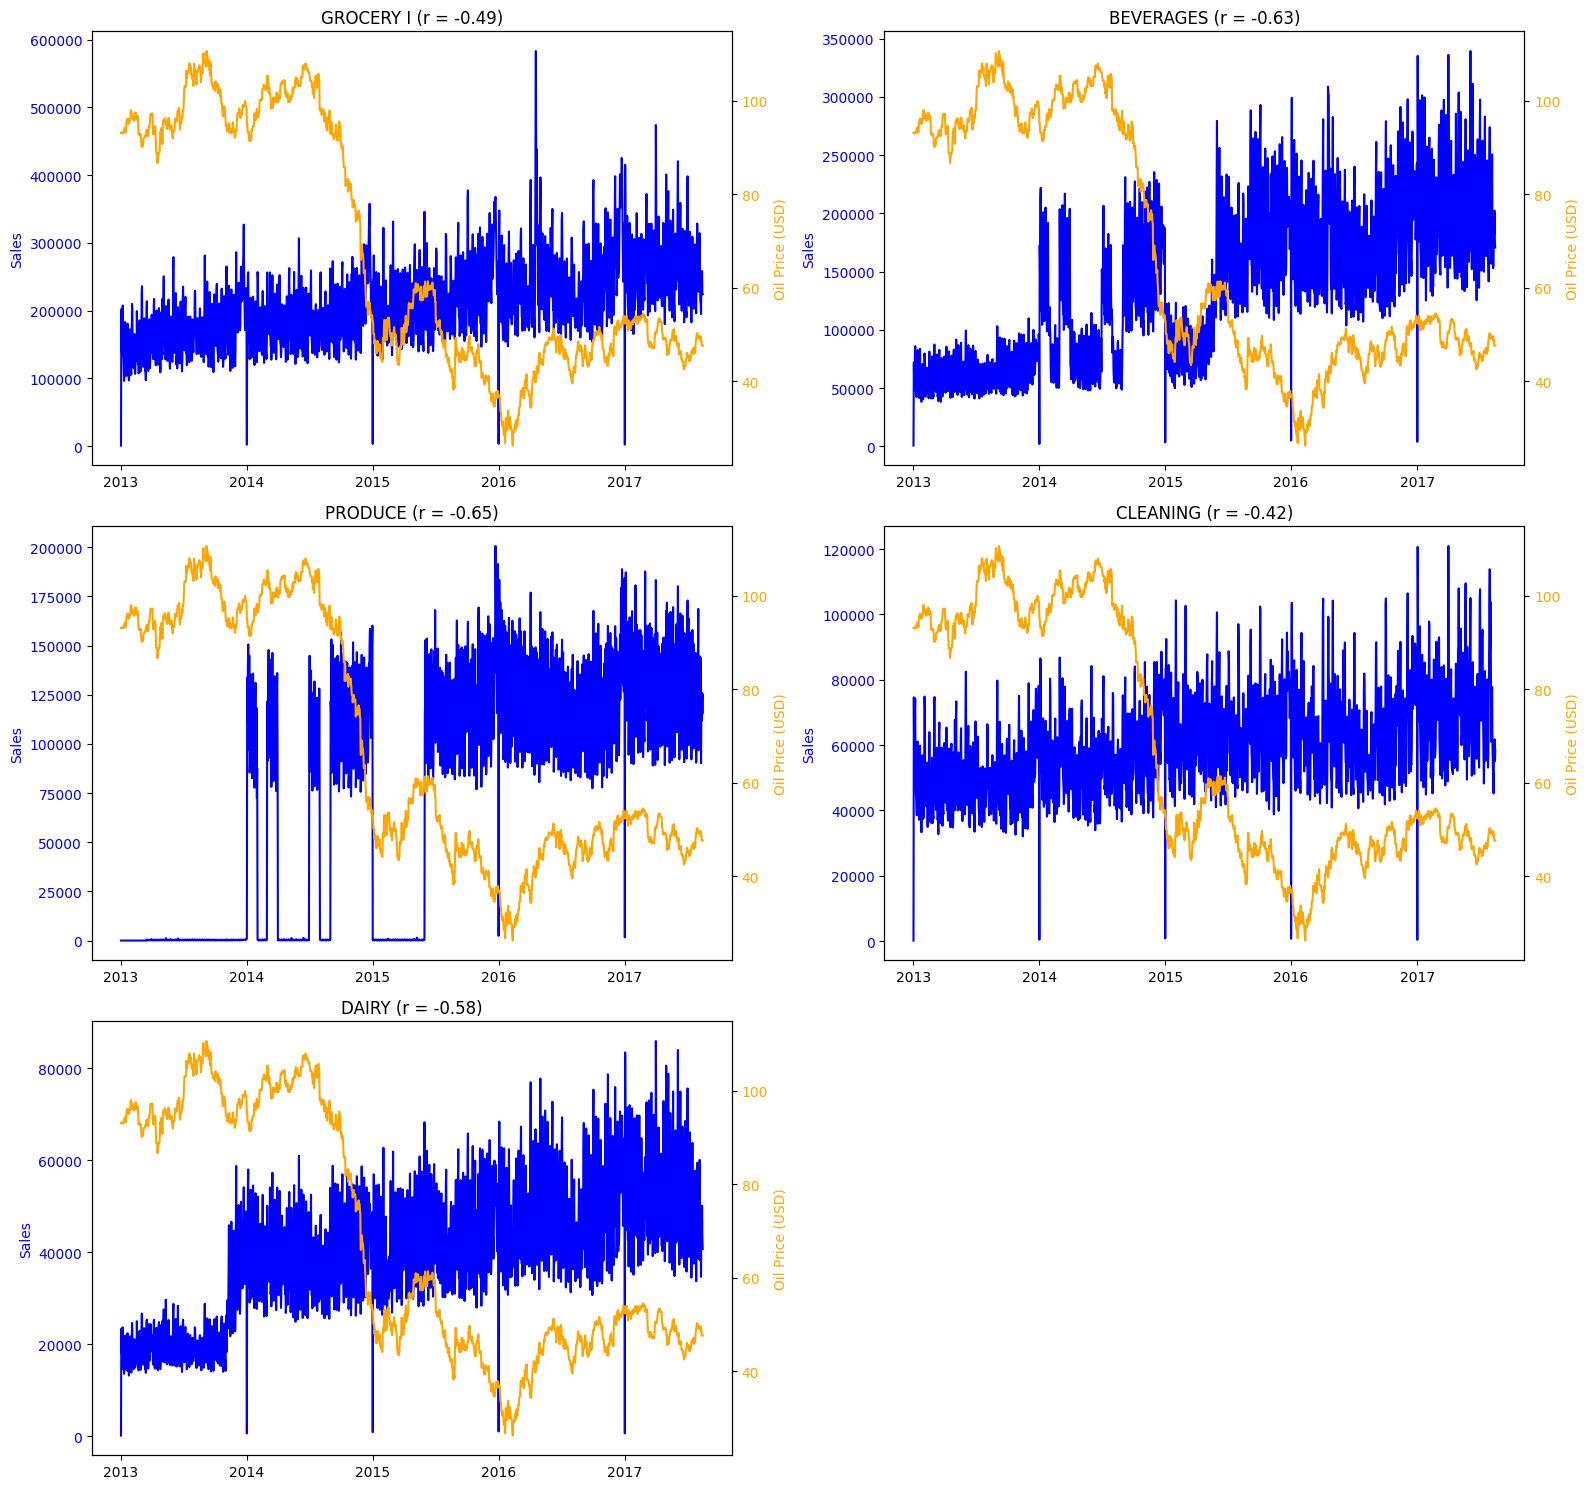 GROCERY I (r = -0.49)
600000
500000
400000
300000
200000
100000
0
Sales
100
80
60
40
Oil Price (USD)
2013 2014 2015 2016 2017
BEVERAGES (r = -0.63)
350000
300000
250000
200000
150000
100000
50000
0
Sales
100
80
60
40
Oil Price (USD)
2013 2014 2015 2016 2017
PRODUCE (r = -0.65)
200000
175000
150000
125000
100000
75000
50000
25000
0
Sales
100
80
60
40
Oil Price (USD)
2013 2014 2015 2016 2017
CLEANING (r = -0.42)
120000
100000
80000
60000
40000
20000
0
Sales
100
80
60
40
Oil Price (USD)
2013 2014 2015 2016 2017
DAIRY (r = -0.58)
80000
60000
40000
20000
0
Sales
100
80
60
40
Oil Price (USD)
2013 2014 2015 2016 2017